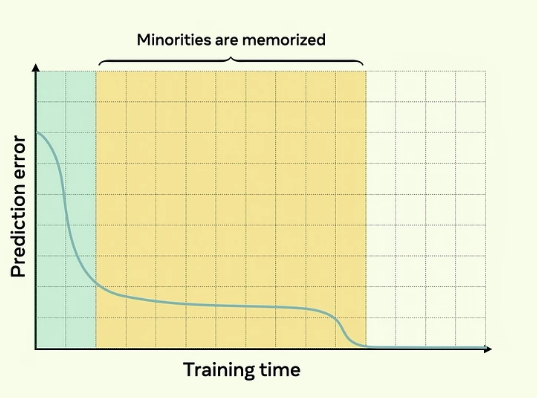 Minorities are memorized
Prediction error
Training time